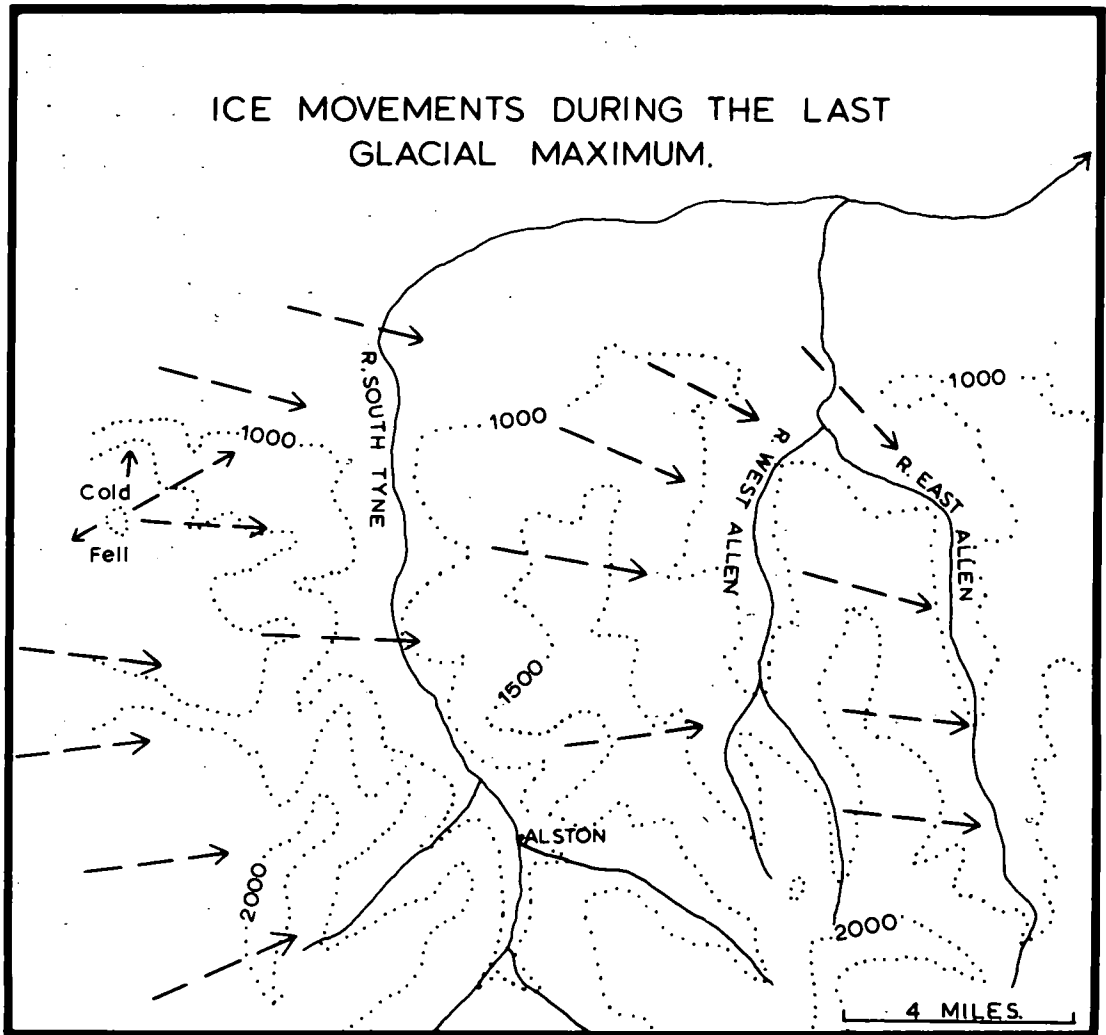 ICE MOVEMENTS DURING THE LAST
GLACIAL MAXIMUM.
R. SOUTH TYNE
1000
1000
1000
Cold
Fell
R. WEST ALLEN
R. EAST ALLEN
1500
ALSTON
2000
2000
4 MILES.